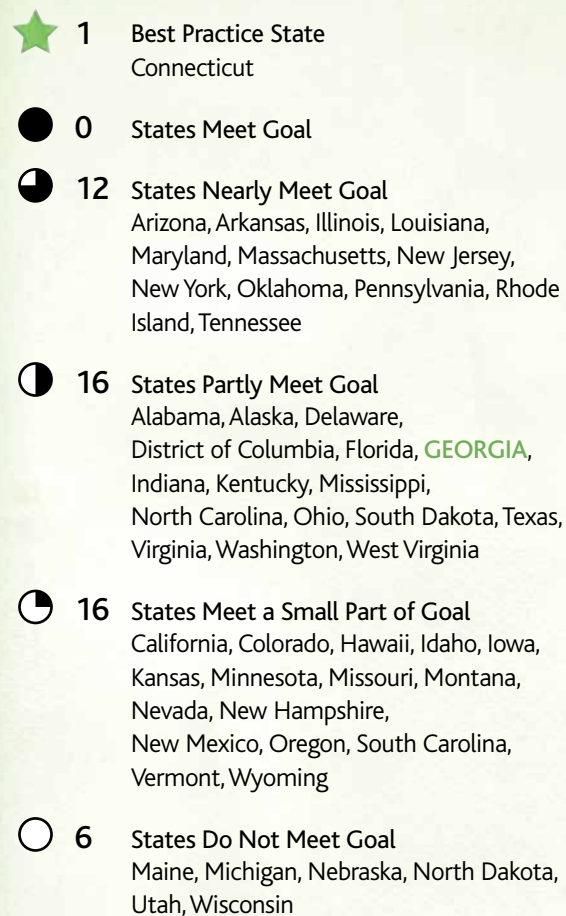 1 Best Practice State
Connecticut
0 States Meet Goal
12 States Nearly Meet Goal
Arizona, Arkansas, Illinois, Louisiana,
Maryland, Massachusetts, New Jersey,
New York, Oklahoma, Pennsylvania, Rhode
Island, Tennessee
16 States Partly Meet Goal
Alabama, Alaska, Delaware,
District of Columbia, Florida, GEORGIA,
Indiana, Kentucky, Mississippi,
North Carolina, Ohio, South Dakota, Texas,
Virginia, Washington, West Virginia
16 States Meet a Small Part of Goal
California, Colorado, Hawaii, Idaho, Iowa,
Kansas, Minnesota, Missouri, Montana,
Nevada, New Hampshire,
New Mexico, Oregon, South Carolina,
Vermont, Wyoming
6 States Do Not Meet Goal
Maine, Michigan, Nebraska, North Dakota,
Utah, Wisconsin